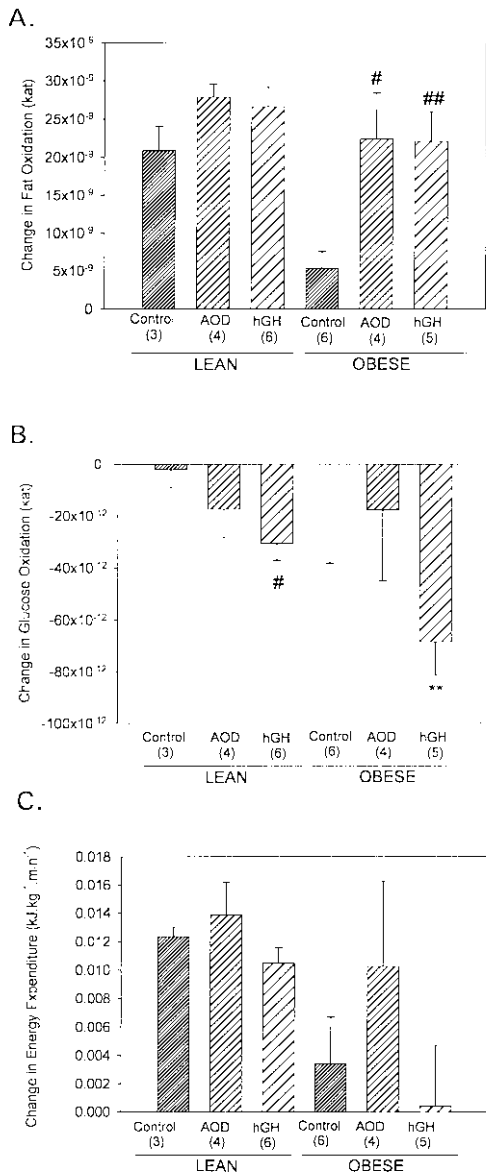 A.
Change in Fat Oxidation (kat)
35x10⁻⁹
30x10⁻⁹
25x10⁻⁹
20x10⁻⁹
15x10⁻⁹
10x10⁻⁹
5x10⁻⁹
0
# ##
Contro AOD hGH Control AOD hGH
(3) (4) (6) (6) (4) (5)
LEAN OBESE
B.
Change in Glucose Oxidation (kat)
0
-20x10⁻¹²
-40x10⁻¹²
-60x10⁻¹²
-80x10⁻¹²
-100x10⁻¹²
#
**
Control AOD hGH Control AOD hGH
(3) (4) (6) (6) (4) (5)
LEAN OBESE
C.
Change in Energy Expenditure (kJ.kg⁻¹.m·n⁻¹)
0.018
0.016
0.014
0.012
0.010
0.008
0.006
0.004
0.002
0.000
Control AOD hGH Control AOD hGH
(3) (4) (6) (6) (4) (5)
LEAN OBESE